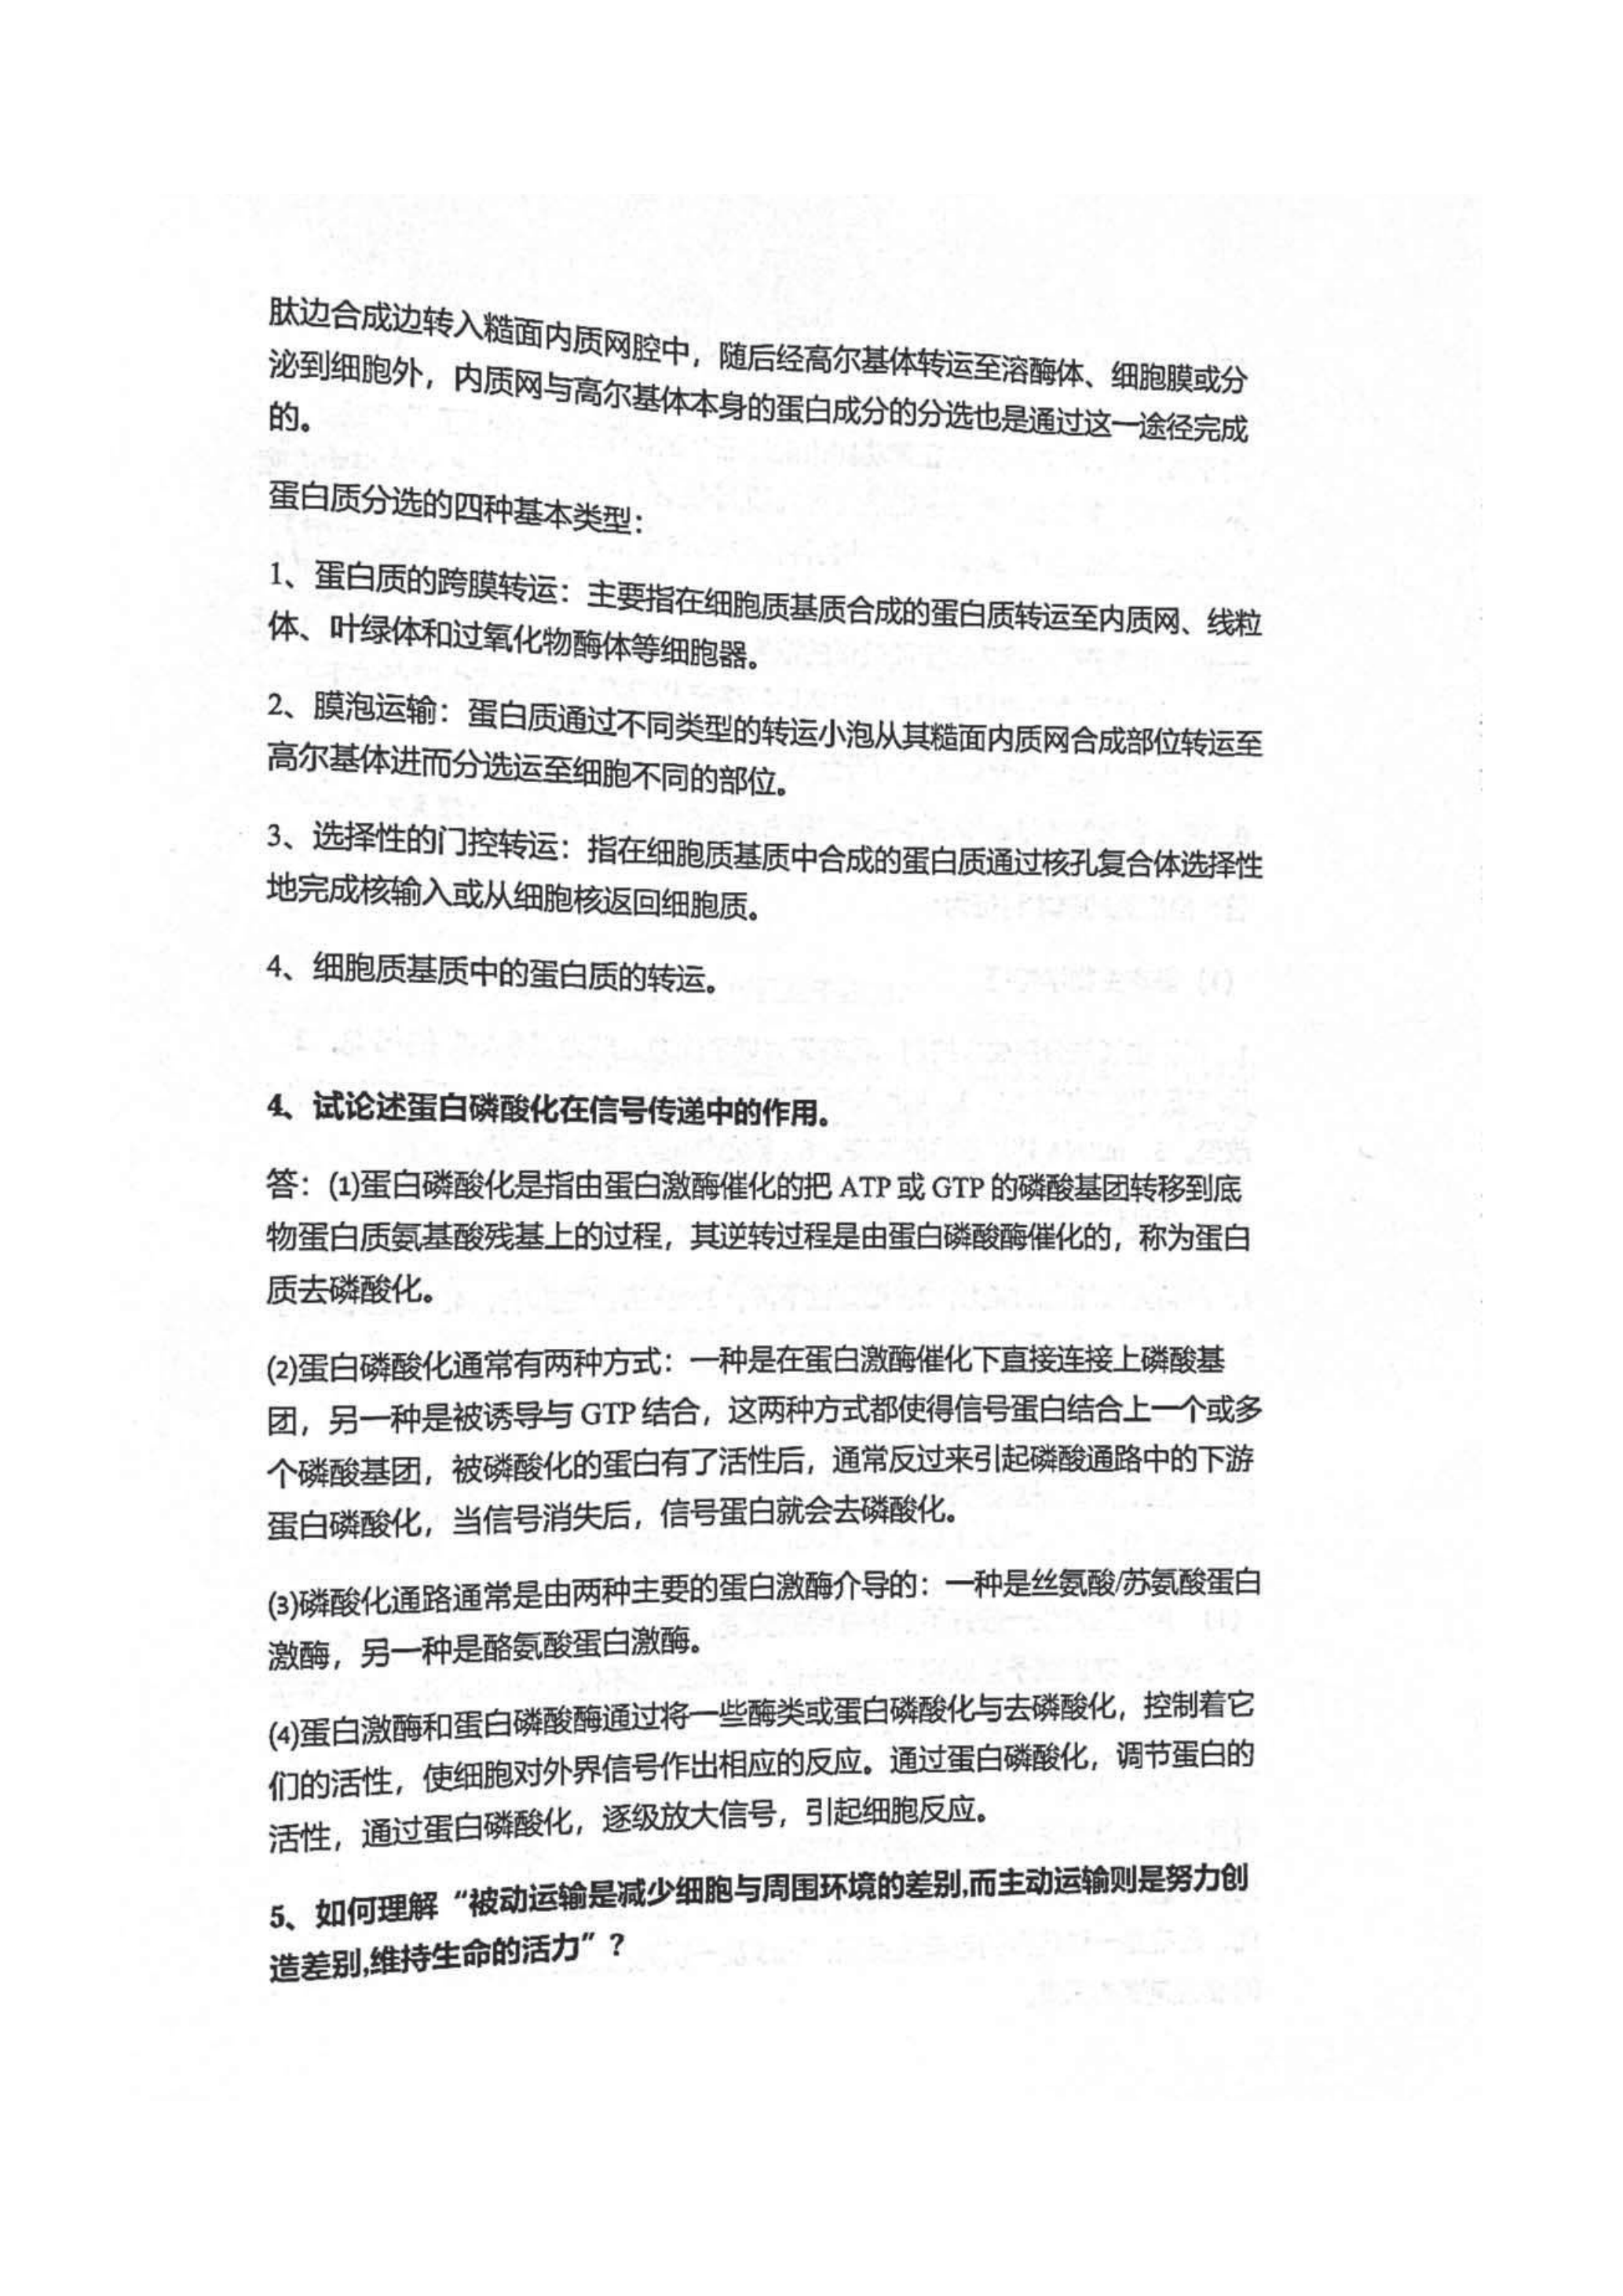 肽边合成边转入糙面内质网腔中，随后经高尔基体转运至溶酶体、细胞膜或分
泌到细胞外，内质网与高尔基体本身的蛋白成分的分选也是通过这一途径完成
的。
蛋白质分选的四种基本类型：
1、蛋白质的跨膜转运：主要指在细胞质基质合成的蛋白质转运至内质网、线粒
体、叶绿体和过氧化物酶体等细胞器。
2、膜泡运输：蛋白质通过不同类型的转运小泡从其糙面内质网合成部位转运至
高尔基体进而分选运至细胞不同的部位。
3、选择性的门控转运：指在细胞质基质中合成的蛋白质通过核孔复合体选择性
地完成核输入或从细胞核返回细胞质。
4、细胞质基质中的蛋白质的转运。
4、试论述蛋白磷酸化在信号传递中的作用。
答：(1)蛋白磷酸化是指由蛋白激酶催化的把 ATP 或 GTP 的磷酸基团转移到底
物蛋白质氨基酸残基上的过程，其逆转过程是由蛋白磷酸酶催化的，称为蛋白
质去磷酸化。
(2)蛋白磷酸化通常有两种方式：一种是在蛋白激酶催化下直接连接上磷酸基
团，另一种是被诱导与 GTP 结合，这两种方式都使得信号蛋白结合上一个或多
个磷酸基团，被磷酸化的蛋白有了活性后，通常反过来引起磷酸通路中的下游
蛋白磷酸化，当信号消失后，信号蛋白就会去磷酸化。
(3)磷酸化通路通常是由两种主要的蛋白激酶介导的：一种是丝氨酸/苏氨酸蛋白
激酶，另一种是酪氨酸蛋白激酶。
(4)蛋白激酶和蛋白磷酸酶通过将一些酶类或蛋白磷酸化与去磷酸化，控制着它
们的活性，使细胞对外界信号作出相应的反应。通过蛋白磷酸化，调节蛋白的
活性，通过蛋白磷酸化，逐级放大信号，引起细胞反应。
5、如何理解“被动运输是减少细胞与周围环境的差别,而主动运输则是努力创
造差别,维持生命的活力”?